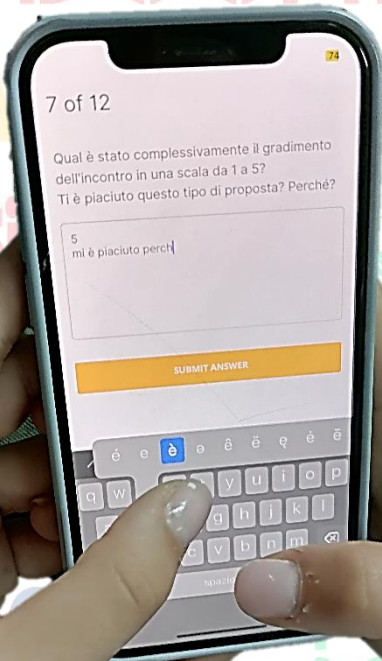 74
7 of 12
Qual è stato complessivamente il gradimento
dell'incontro in una scala da 1 a 5?
Ti è piaciuto questo tipo di proposta? Perché?
5
mi è piaciuto perch
SUBMIT ANSWER
é e è ə ê ë ę ė ē
q w y u i o p
g h j k l
c v b n m
spazio